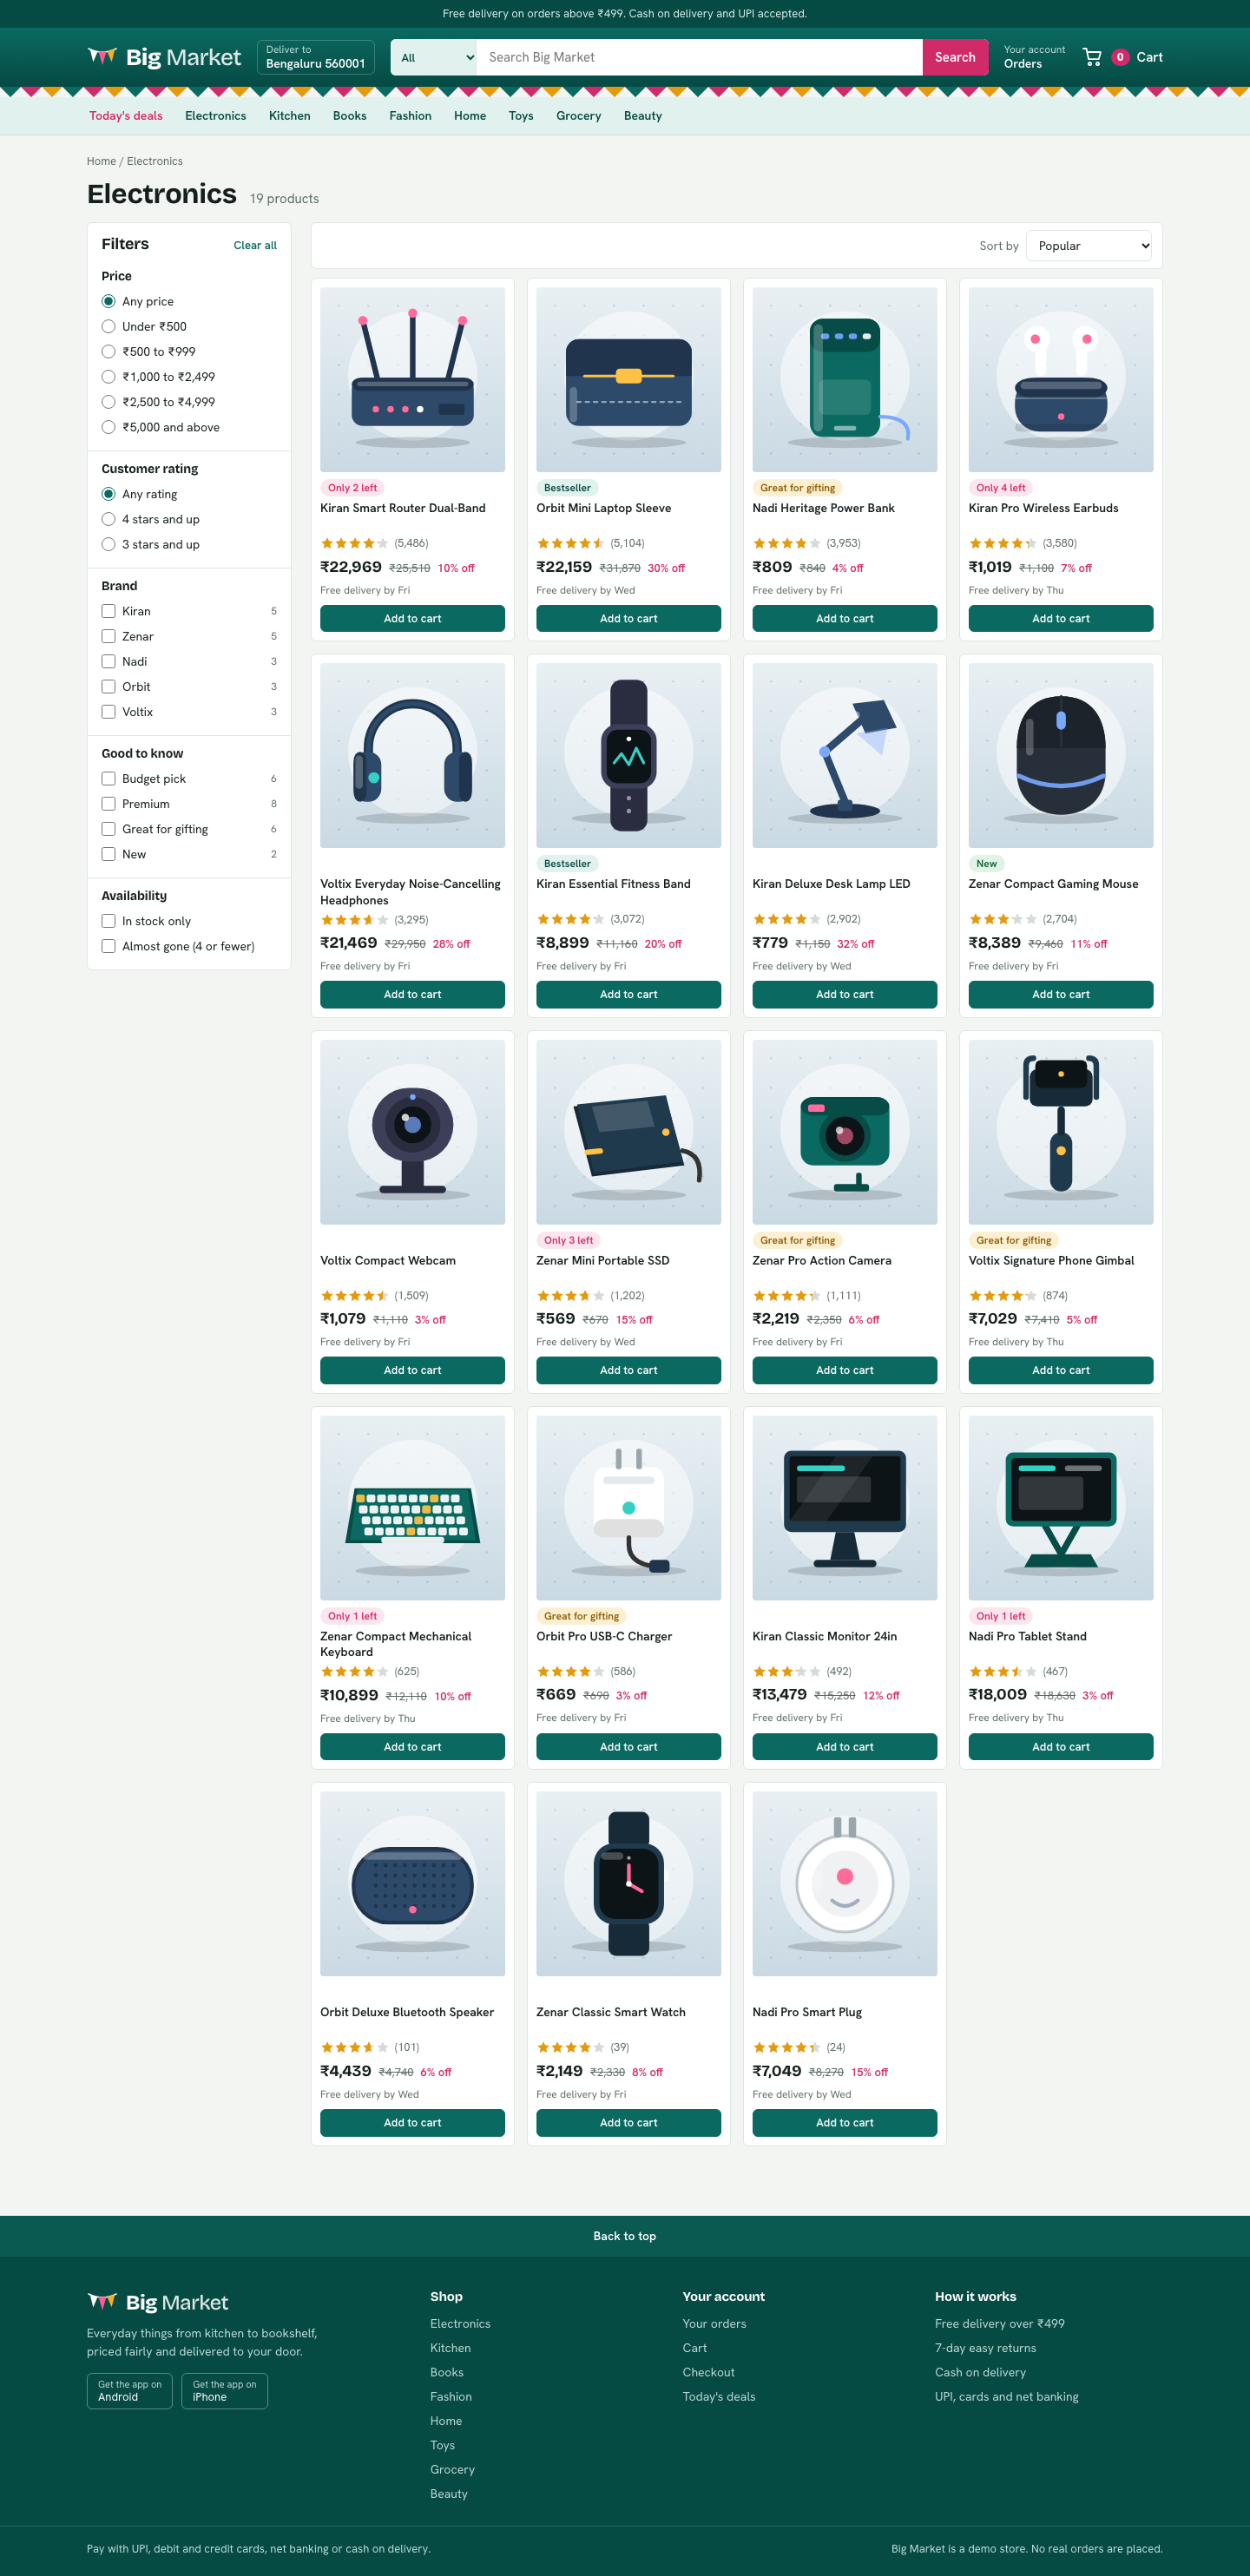 Free delivery on orders above ₹499. Cash on delivery and UPI accepted.
Big Market
Deliver to
Bengaluru 560001
All
Search Big Market
Search
Your account
Orders
0 Cart
Today's deals Electronics Kitchen Books Fashion Home Toys Grocery Beauty
Home / Electronics
Electronics 19 products
Filters Clear all
Price
Any price
Under ₹500
₹500 to ₹999
₹1,000 to ₹2,499
₹2,500 to ₹4,999
₹5,000 and above
Customer rating
Any rating
4 stars and up
3 stars and up
Brand
Kiran 5
Zenar 5
Nadi 3
Orbit 3
Voltix 3
Good to know
Budget pick 6
Premium 8
Great for gifting 6
New 2
Availability
In stock only
Almost gone (4 or fewer)
Sort by Popular
Only 2 left
Kiran Smart Router Dual-Band
(5,486)
₹22,969 ₹25,510 10% off
Free delivery by Fri
Add to cart
Bestseller
Orbit Mini Laptop Sleeve
(5,104)
₹22,159 ₹31,870 30% off
Free delivery by Wed
Add to cart
Great for gifting
Nadi Heritage Power Bank
(3,953)
₹809 ₹840 4% off
Free delivery by Fri
Add to cart
Only 4 left
Kiran Pro Wireless Earbuds
(3,580)
₹1,019 ₹1,100 7% off
Free delivery by Thu
Add to cart
Voltix Everyday Noise-Cancelling
Headphones
(3,295)
₹21,469 ₹29,950 28% off
Free delivery by Fri
Add to cart
Bestseller
Kiran Essential Fitness Band
(3,072)
₹8,899 ₹11,160 20% off
Free delivery by Fri
Add to cart
Kiran Deluxe Desk Lamp LED
(2,902)
₹779 ₹1,150 32% off
Free delivery by Wed
Add to cart
New
Zenar Compact Gaming Mouse
(2,704)
₹8,389 ₹9,460 11% off
Free delivery by Fri
Add to cart
Voltix Compact Webcam
(1,509)
₹1,079 ₹1,110 3% off
Free delivery by Fri
Add to cart
Only 3 left
Zenar Mini Portable SSD
(1,202)
₹569 ₹670 15% off
Free delivery by Wed
Add to cart
Great for gifting
Zenar Pro Action Camera
(1,111)
₹2,219 ₹2,350 6% off
Free delivery by Fri
Add to cart
Great for gifting
Voltix Signature Phone Gimbal
(874)
₹7,029 ₹7,410 5% off
Free delivery by Thu
Add to cart
Only 1 left
Zenar Compact Mechanical
Keyboard
(625)
₹10,899 ₹12,110 10% off
Free delivery by Thu
Add to cart
Great for gifting
Orbit Pro USB-C Charger
(586)
₹669 ₹690 3% off
Free delivery by Fri
Add to cart
Kiran Classic Monitor 24in
(492)
₹13,479 ₹15,250 12% off
Free delivery by Fri
Add to cart
Only 1 left
Nadi Pro Tablet Stand
(467)
₹18,009 ₹18,630 3% off
Free delivery by Thu
Add to cart
Orbit Deluxe Bluetooth Speaker
(101)
₹4,439 ₹4,740 6% off
Free delivery by Wed
Add to cart
Zenar Classic Smart Watch
(39)
₹2,149 ₹2,330 8% off
Free delivery by Fri
Add to cart
Nadi Pro Smart Plug
(24)
₹7,049 ₹8,270 15% off
Free delivery by Wed
Add to cart
Back to top
Big Market
Everyday things from kitchen to bookshelf,
priced fairly and delivered to your door.
Get the app on
Android
Get the app on
iPhone
Shop
Electronics
Kitchen
Books
Fashion
Home
Toys
Grocery
Beauty
Your account
Your orders
Cart
Checkout
Today's deals
How it works
Free delivery over ₹499
7-day easy returns
Cash on delivery
UPI, cards and net banking
Pay with UPI, debit and credit cards, net banking or cash on delivery.
Big Market is a demo store. No real orders are placed.